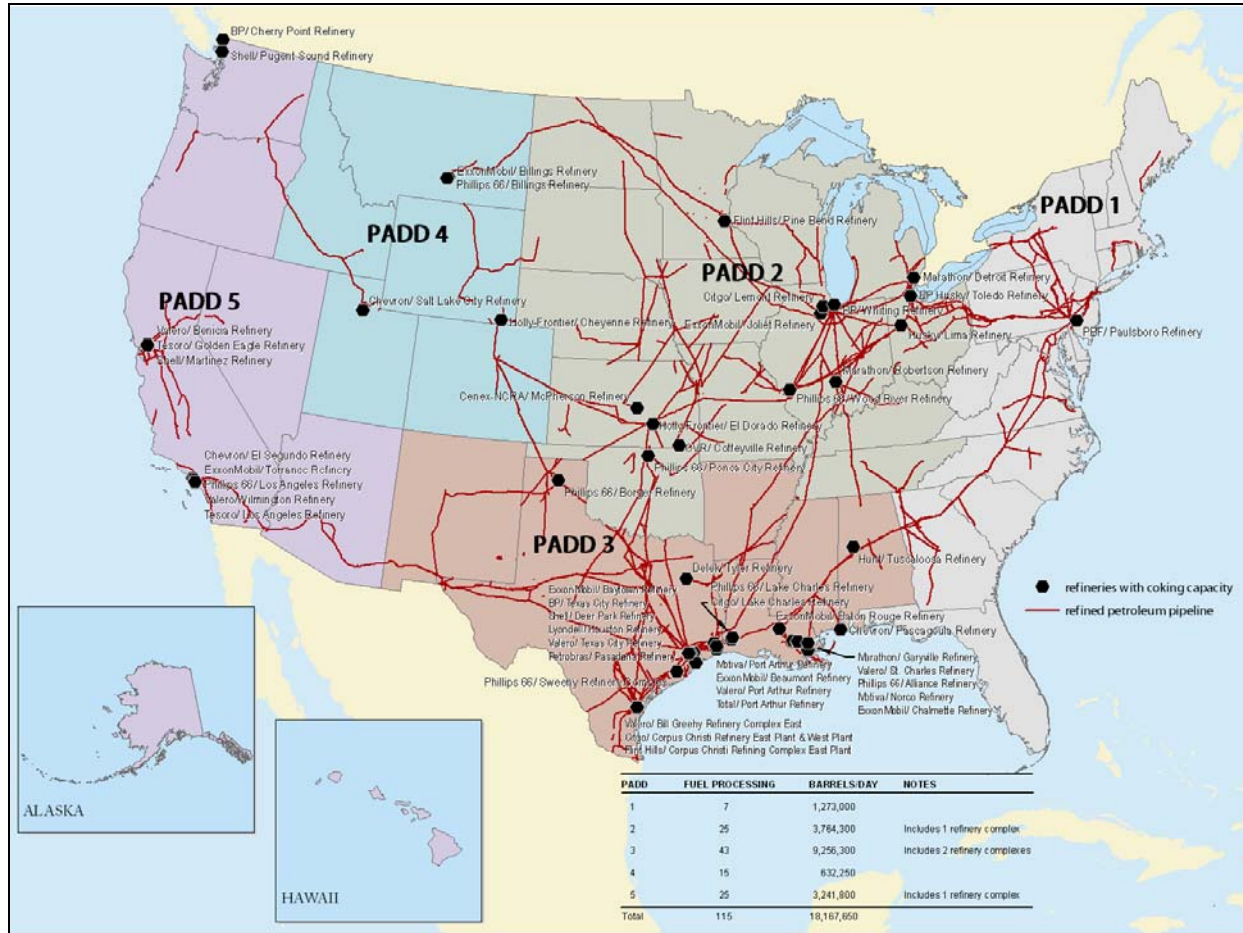 BP/ Cherry Point Refinery
Shell/ Pugent Sound Refinery
ExxonMobil/ Billings Refinery
Phillips 66/ Billings Refinery
PADD 1
Flint Hills/ Pine Bend Refinery
PADD 4
PADD 2
Marathon/ Detroit Refinery
BP Husky/ Toledo Refinery
PADD 5
Chevron/ Salt Lake City Refinery
Citgo/ Lemont Refinery
BP/ Whiting Refinery
Holly-Frontier/ Cheyenne Refinery
ExxonMobil/ Joliet Refinery
Husky/ Lima Refinery
PBF/ Paulsboro Refinery
Valero/ Benicia Refinery
Tesoro/ Golden Eagle Refinery
Shell/ Martinez Refinery
Marathon/ Robertson Refinery
Cenex-NCRA/ McPherson Refinery
Phillips 66/ Wood River Refinery
Holly-Frontier/ El Dorado Refinery
CVR/ Coffeyville Refinery
Phillips 66/ Ponca City Refinery
Chevron/ El Segundo Refinery
ExxonMobil/ Torrance Refinery
Phillips 66/ Los Angeles Refinery
Valero/ Wilmington Refinery
Tesoro/ Los Angeles Refinery
Phillips 66/ Borger Refinery
PADD 3
Hunt/ Tuscaloosa Refinery
Delek/ Tyler Refinery
Phillips 66/ Lake Charles Refinery
Citgo/ Lake Charles Refinery
ExxonMobil/ Baton Rouge Refinery
Chevron/ Pascagoula Refinery
ExxonMobil/ Baytown Refinery
BP/ Texas City Refinery
Shell/ Deer Park Refinery
Lyondell/ Houston Refinery
Valero/ Texas City Refinery
Petrobras/ Pasadena Refinery
Phillips 66/ Sweeny Refinery Complex
Motiva/ Port Arthur Refinery
ExxonMobil/ Beaumont Refinery
Valero/ Port Arthur Refinery
Total/ Port Arthur Refinery
Marathon/ Garyville Refinery
Valero/ St. Charles Refinery
Phillips 66/ Alliance Refinery
Motiva/ Norco Refinery
ExxonMobil/ Chalmette Refinery
Valero/ Bill Greehy Refinery Complex East
Citgo/ Corpus Christi Refinery East Plant & West Plant
Flint Hills/ Corpus Christi Refining Complex East Plant
refineries with coking capacity
refined petroleum pipeline
ALASKA
HAWAII
PADD FUEL PROCESSING BARRELS/DAY NOTES
1 7 1,273,000
2 25 3,764,300 Includes 1 refinery complex
3 43 9,256,300 Includes 2 refinery complexes
4 15 632,250
5 25 3,241,800 Includes 1 refinery complex
Total 115 18,167,650